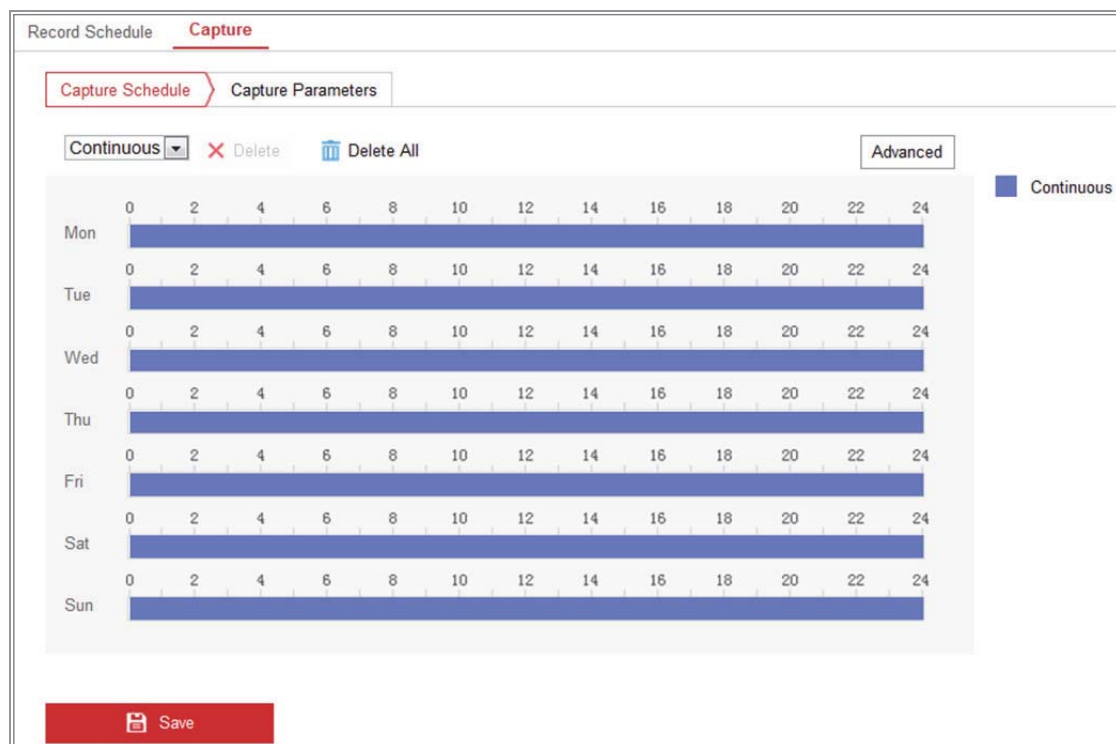 Record Schedule Capture
Capture Schedule Capture Parameters
Continuous Delete Delete All Advanced
Continuous
0 2 4 6 8 10 12 14 16 18 20 22 24
Mon
0 2 4 6 8 10 12 14 16 18 20 22 24
Tue
0 2 4 6 8 10 12 14 16 18 20 22 24
Wed
0 2 4 6 8 10 12 14 16 18 20 22 24
Thu
0 2 4 6 8 10 12 14 16 18 20 22 24
Fri
0 2 4 6 8 10 12 14 16 18 20 22 24
Sat
0 2 4 6 8 10 12 14 16 18 20 22 24
Sun
Save